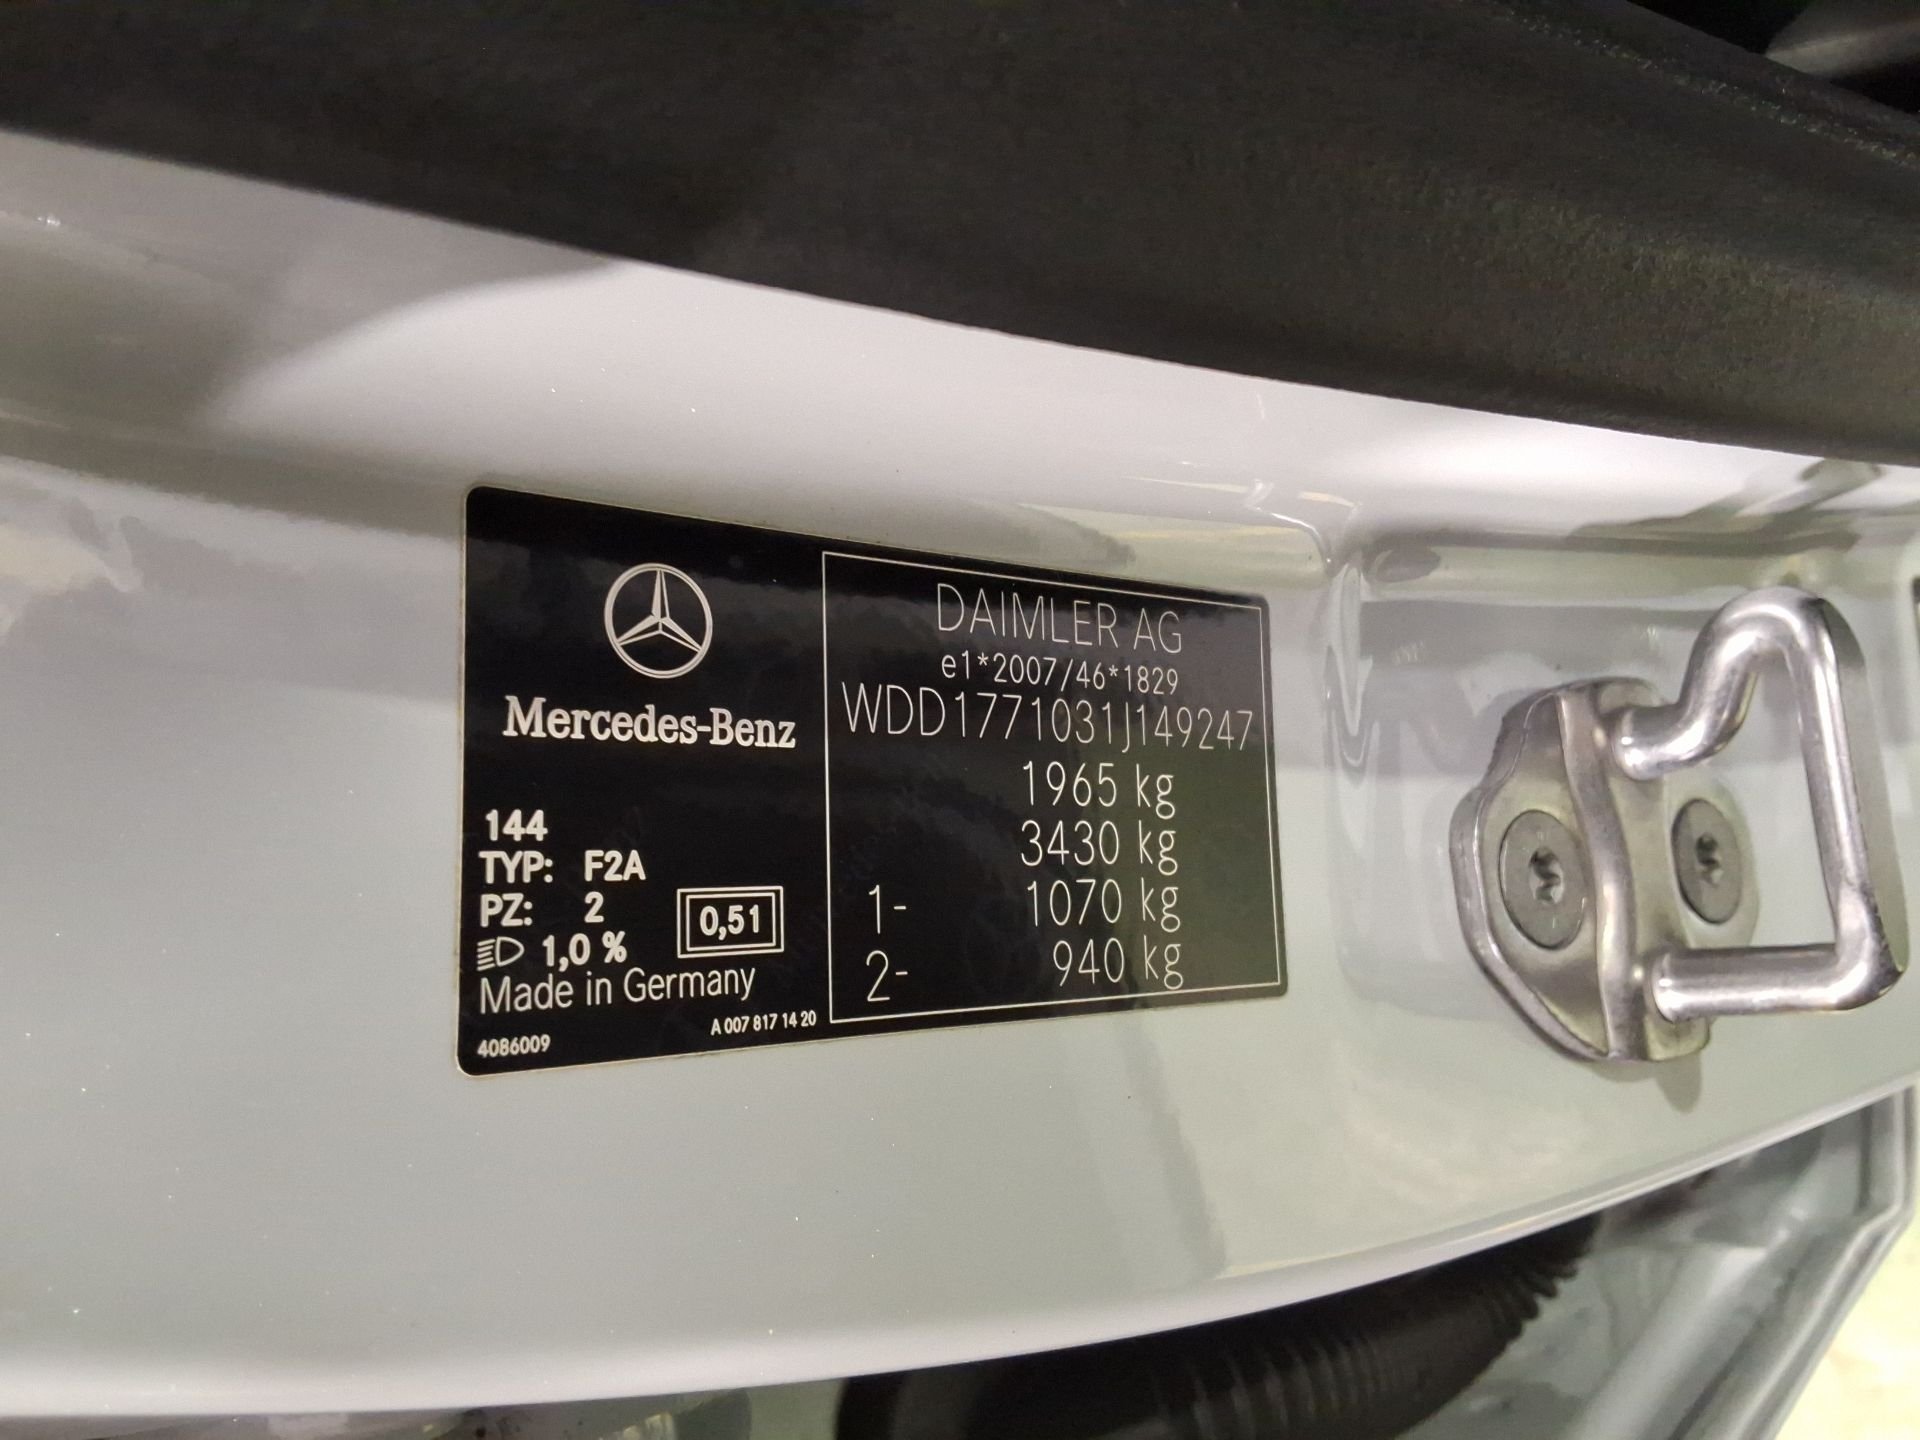 Mercedes-Benz
144
TYP: F2A
PZ: 2
1,0 %
0,51
Made in Germany
4086009
A 007 817 14 20
DAIMLER AG
e1*2007/46*1829
WDD1771031J149247
1965 kg
3430 kg
1- 1070 kg
2- 940 kg